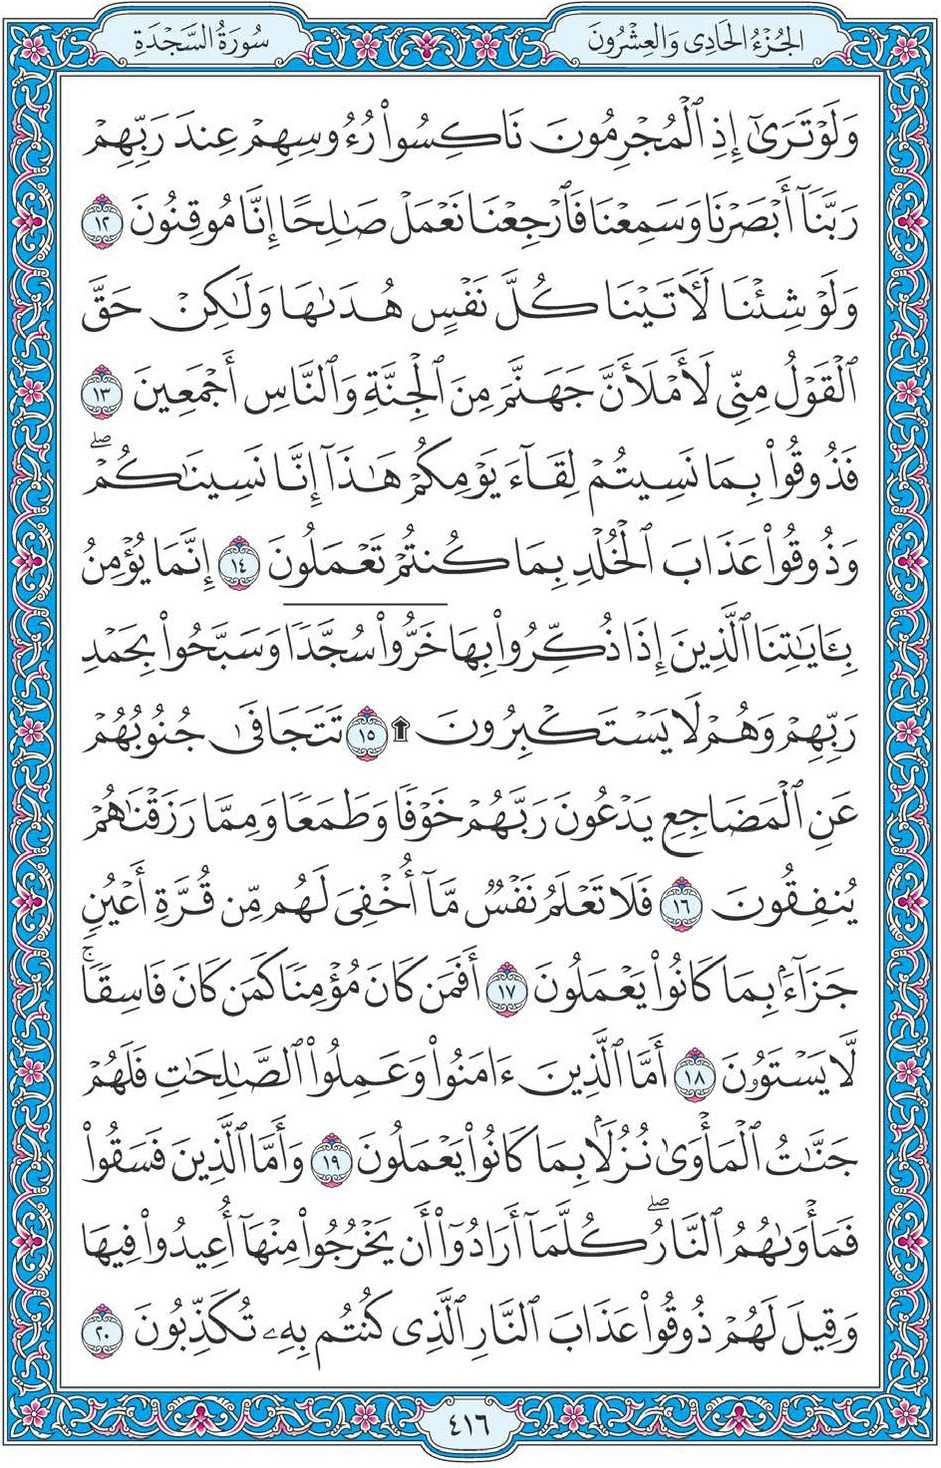 سُورَةُ السَّجْدَةِ
الجُزْءُ الحَادِى وَالعِشْرُونَ
وَلَوْ تَرَىٰٓ إِذِ ٱلْمُجْرِمُونَ نَاكِسُوا۟ رُءُوسِهِمْ عِندَ رَبِّهِمْ
رَبَّنَآ أَبْصَرْنَا وَسَمِعْنَا فَٱرْجِعْنَا نَعْمَلْ صَـٰلِحًا إِنَّا مُوقِنُونَ ١٢
وَلَوْ شِئْنَا لَـَٔاتَيْنَا كُلَّ نَفْسٍ هُدَىٰهَا وَلَـٰكِنْ حَقَّ
ٱلْقَوْلُ مِنِّى لَأَمْلَأَنَّ جَهَنَّمَ مِنَ ٱلْجِنَّةِ وَٱلنَّاسِ أَجْمَعِينَ ١٣
فَذُوقُوا۟ بِمَا نَسِيتُمْ لِقَآءَ يَوْمِكُمْ هَـٰذَآ إِنَّا نَسِينَـٰكُمْ ۖ
وَذُوقُوا۟ عَذَابَ ٱلْخُلْدِ بِمَا كُنتُمْ تَعْمَلُونَ ١٤ إِنَّمَا يُؤْمِنُ
بِـَٔايَـٰتِنَا ٱلَّذِينَ إِذَا ذُكِّرُوا۟ بِهَا خَرُّوا۟ سُجَّدًا وَسَبَّحُوا۟ بِحَمْدِ
رَبِّهِمْ وَهُمْ لَا يَسْتَكْبِرُونَ ۩ ١٥ تَتَجَافَىٰ جُنُوبُهُمْ
عَنِ ٱلْمَضَاجِعِ يَدْعُونَ رَبَّهُمْ خَوْفًا وَطَمَعًا وَمِمَّا رَزَقْنَـٰهُمْ
يُنفِقُونَ ١٦ فَلَا تَعْلَمُ نَفْسٌ مَّآ أُخْفِىَ لَهُم مِّن قُرَّةِ أَعْيُنٍ
جَزَآءًۢ بِمَا كَانُوا۟ يَعْمَلُونَ ١٧ أَفَمَن كَانَ مُؤْمِنًا كَمَن كَانَ فَاسِقًا ۚ
لَّا يَسْتَوُۥنَ ١٨ أَمَّا ٱلَّذِينَ ءَامَنُوا۟ وَعَمِلُوا۟ ٱلصَّـٰلِحَـٰتِ فَلَهُمْ
جَنَّـٰتُ ٱلْمَأْوَىٰ نُزُلًۢا بِمَا كَانُوا۟ يَعْمَلُونَ ١٩ وَأَمَّا ٱلَّذِينَ فَسَقُوا۟
فَمَأْوَىٰهُمُ ٱلنَّارُ ۖ كُلَّمَآ أَرَادُوٓا۟ أَن يَخْرُجُوا۟ مِنْهَآ أُعِيدُوا۟ فِيهَا
وَقِيلَ لَهُمْ ذُوقُوا۟ عَذَابَ ٱلنَّارِ ٱلَّذِى كُنتُم بِهِۦ تُكَذِّبُونَ ٢٠
٤١٦